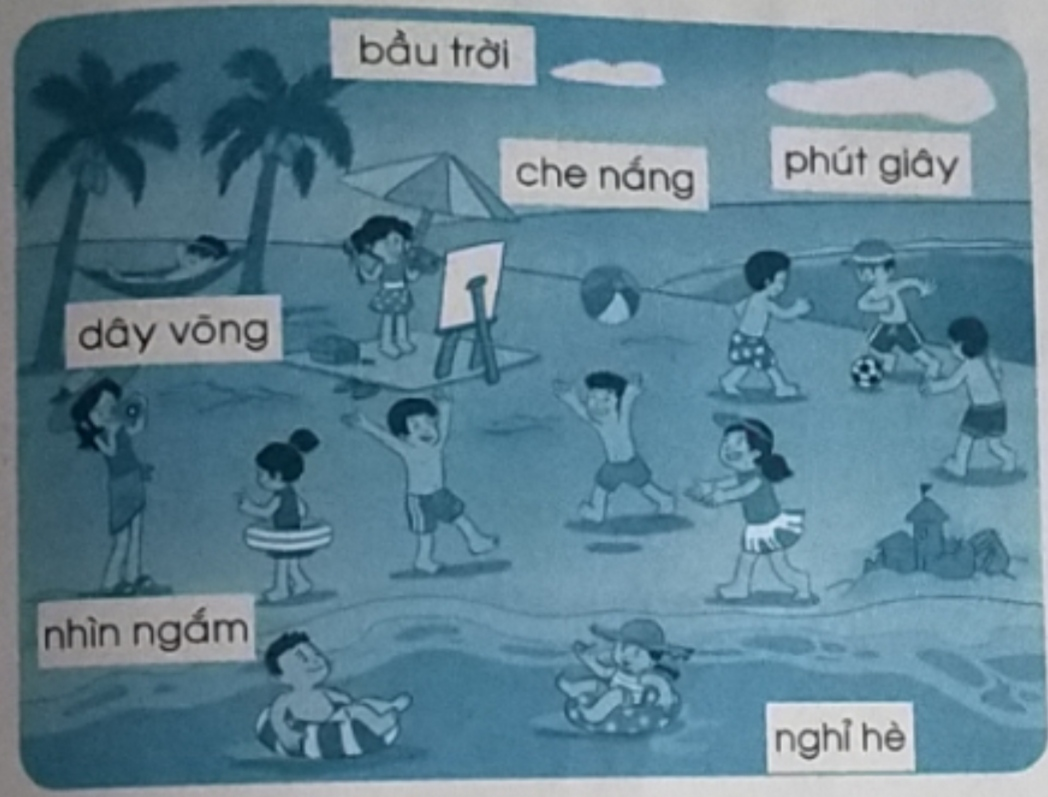 bầu trời
che nắng
phút giây
dây võng
nhìn ngắm
nghỉ hè